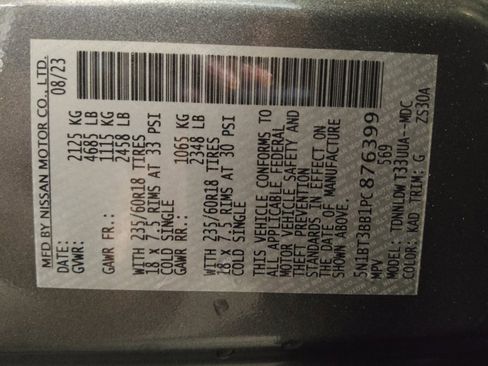 MFD BY NISSAN MOTOR CO., LTD.
DATE: 08/23
GVWR: 2125 KG
4685 LB
GAWR FR.: 1115 KG
2458 LB
235/60R18 TIRES
18 X 7.5 RIMS AT 33 PSI
COLD SINGLE
GAWR RR.: 1065 KG
2348 LB
235/60R18 TIRES
18 X 7.5 RIMS AT 30 PSI
COLD SINGLE
THIS VEHICLE CONFORMS TO
ALL APPLICABLE FEDERAL
MOTOR VEHICLE SAFETY AND
THEFT PREVENTION
STANDARDS IN EFFECT ON
THE DATE OF MANUFACTURE
SHOWN ABOVE.
5N1BT3BB1PC876399
MPV 569
MODEL: TDNNLDW T33UUA--MDC
COLOR: KAD TRIM: G ZS30A